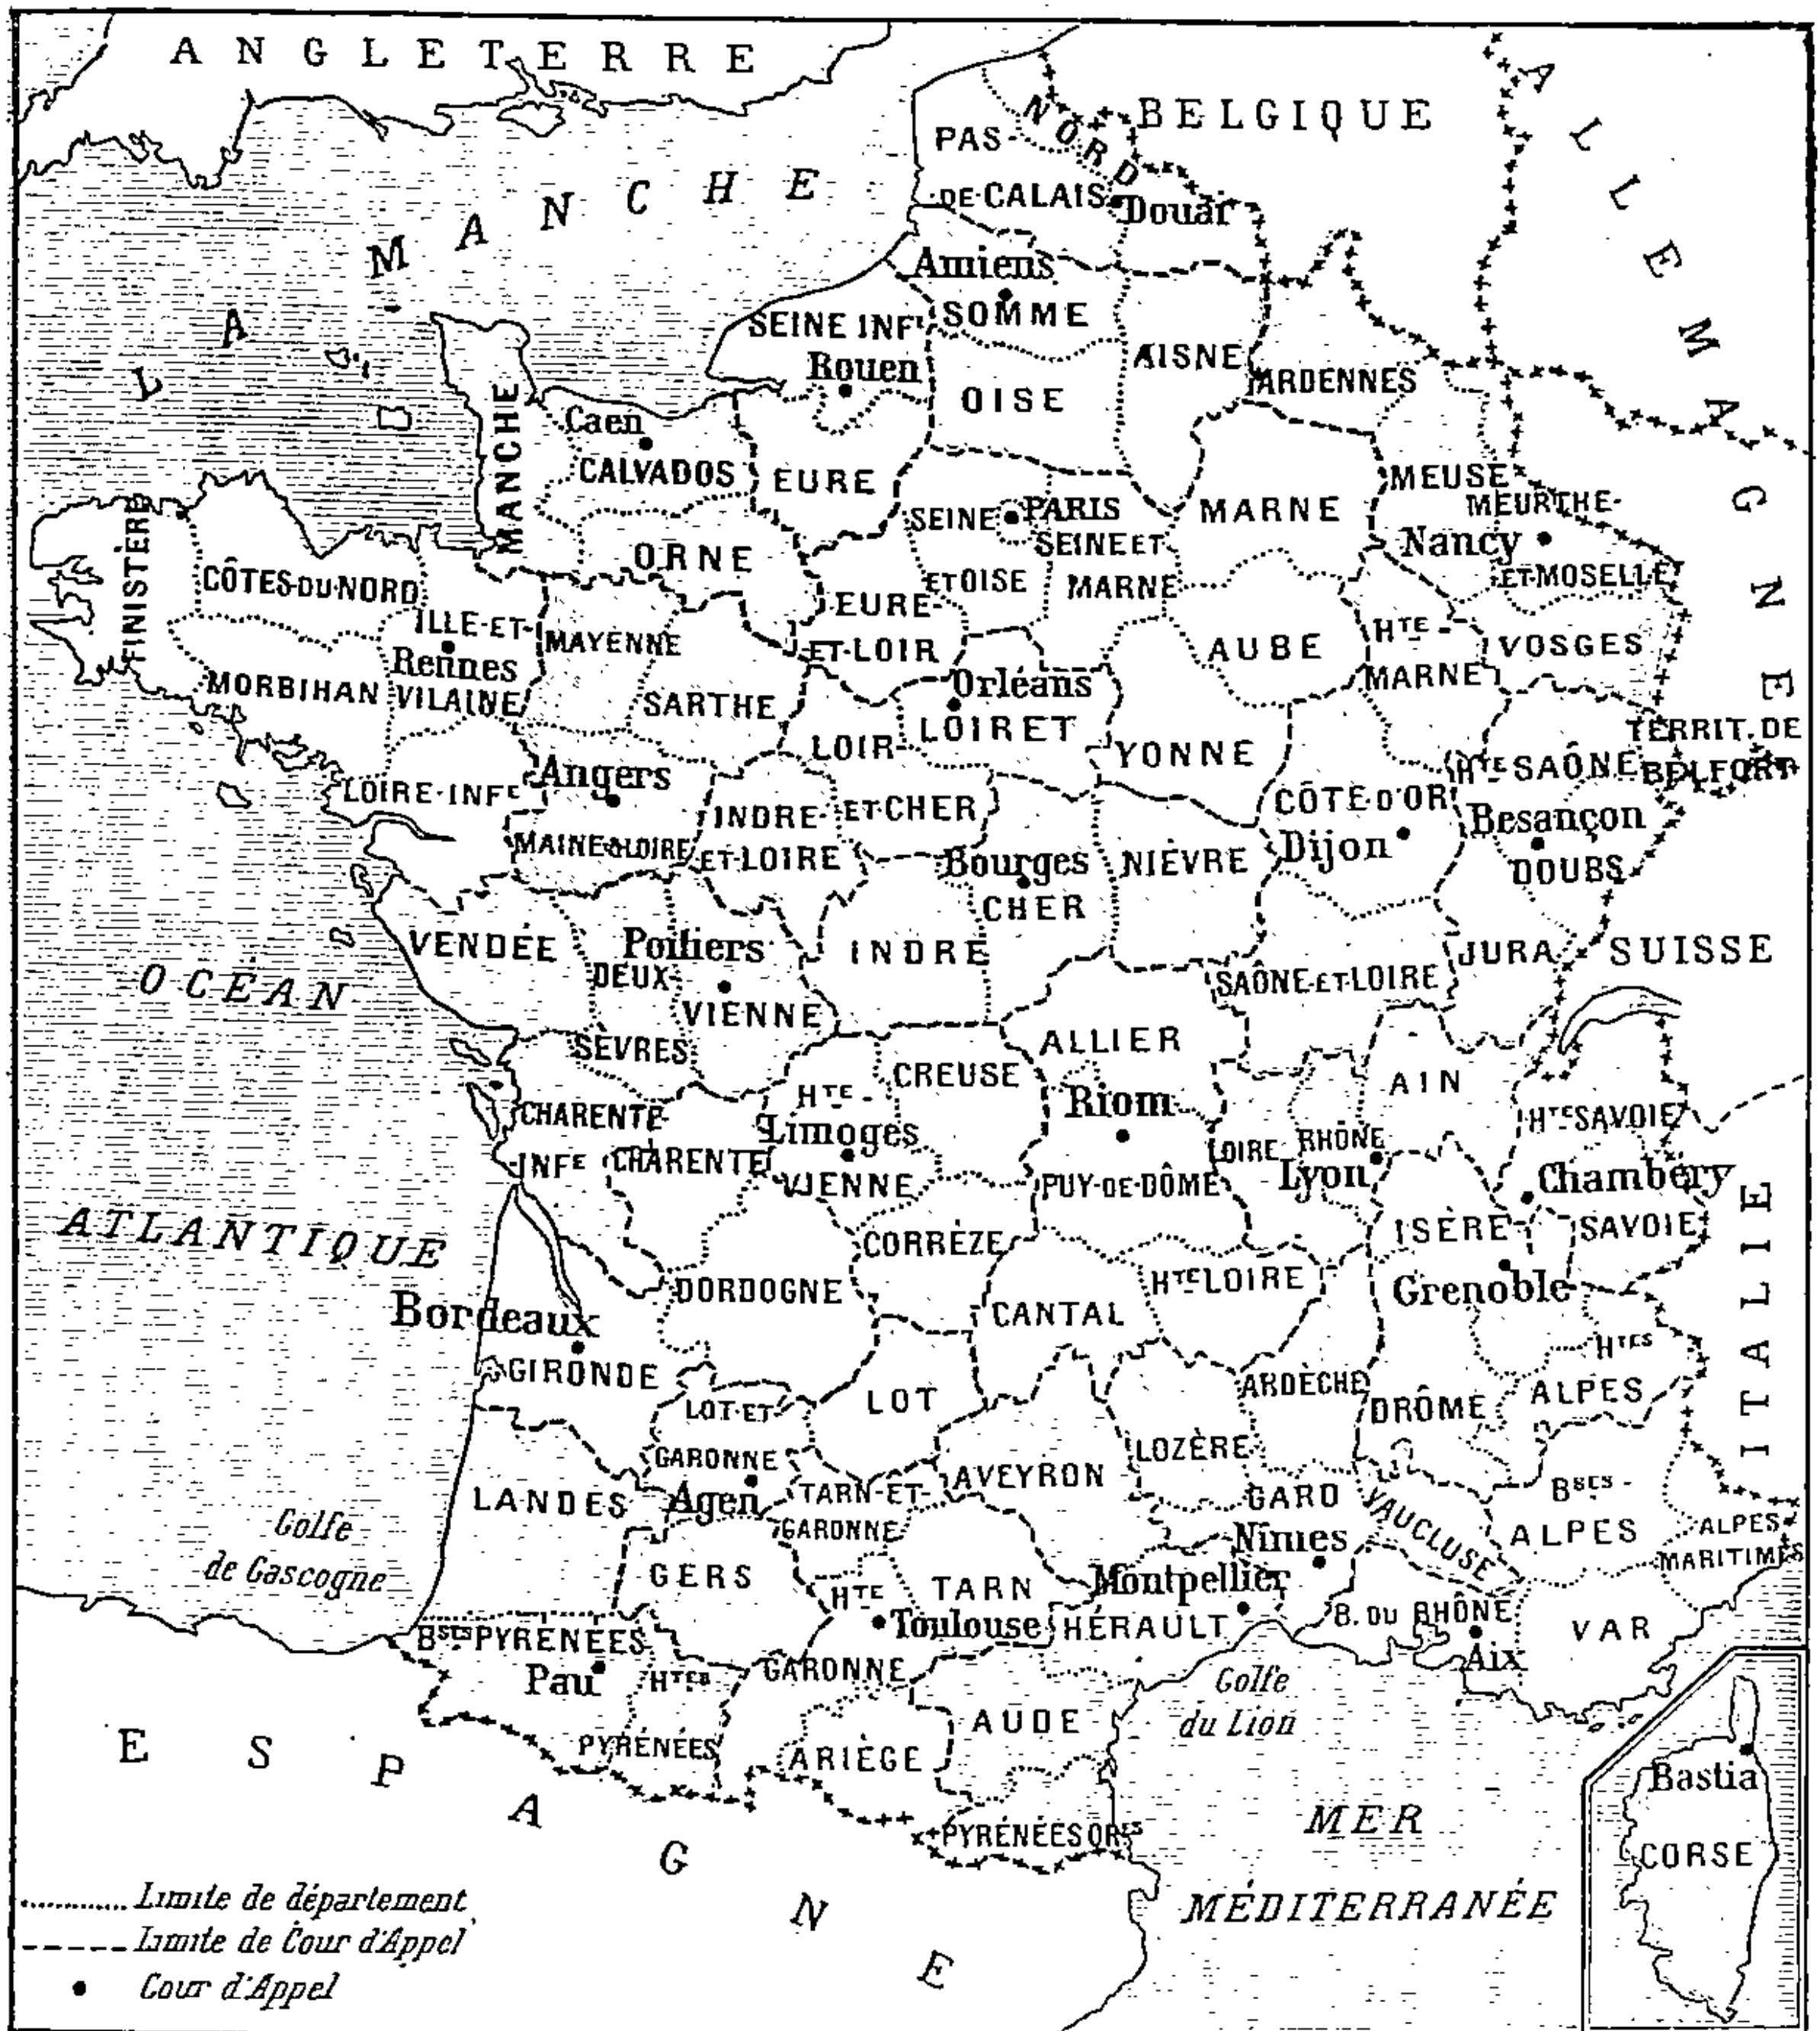 ANGLETERRE
BELGIQUE
ALLEMAGNE
LA MANCHE
NORD
PAS-
-DE-CALAIS
Douai
Amiens
SOMME
SEINE INFᴱ
Rouen
OISE
AISNE
ARDENNES
MANCHE
Caen
CALVADOS
EURE
MEUSE
MEURTHE-
MARNE
SEINE
PARIS
Nancy
SEINE ET
ET-MOSELLE
FINISTÈRE
ORNE
CÔTES-DU-NORD
ET OISE
MARNE
EURE-
ILLE-ET-
MAYENNE
ET-LOIR
AUBE
Hᵀᴱ-
VOSGES
Rennes
MORBIHAN
VILAINE
SARTHE
Orléans
MARNE
LOIRET
LOIR-
YONNE
TERRIT. DE
BELFORT
Hᵀᴱ SAÔNE
Angers
LOIRE-INFᴱ
INDRE-
ET CHER
CÔTE-D'OR
Besançon
MAINE & LOIRE
ET-LOIRE
Bourges
NIÈVRE
Dijon
DOUBS
CHER
VENDÉE
Poitiers
INDRE
JURA
SUISSE
DEUX-
VIENNE
SAÔNE-ET-LOIRE
OCÉAN
SÈVRES
ALLIER
Hᵀᴱ-
CREUSE
AIN
Riom
CHARENTE-
Limoges
LOIRE
RHÔNE
Hᵀᴱ SAVOIE
INFᴱ
CHARENTE
VIENNE
PUY-DE-DÔME
Lyon
Chambéry
ATLANTIQUE
CORRÈZE
ISÈRE
SAVOIE
ITALIE
DORDOGNE
Hᵀᴱ LOIRE
Grenoble
Bordeaux
CANTAL
GIRONDE
Hᵀᴱˢ
ALPES
LOT-ET-
LOT
ARDÈCHE
DRÔME
GARONNE
LOZÈRE
LANDES
Agen
TARN-ET-
AVEYRON
GARD
VAUCLUSE
Bˢᴱˢ-
ALPES
Golfe
de Gascogne
GARONNE
Nîmes
ALPES
MARITIMES
GERS
Hᵀᴱ
TARN
Montpellier
Toulouse
HÉRAULT
B. DU RHÔNE
VAR
Bˢᴱˢ PYRÉNÉES
Pau
Hᵀᴱˢ
GARONNE
Aix
Golfe
du Lion
PYRÉNÉES
ARIÈGE
AUDE
Bastia
ESPAGNE
PYRÉNÉES ORᴱˢ
MER
MÉDITERRANÉE
CORSE
Limite de département
Limite de Cour d'Appel
Cour d'Appel